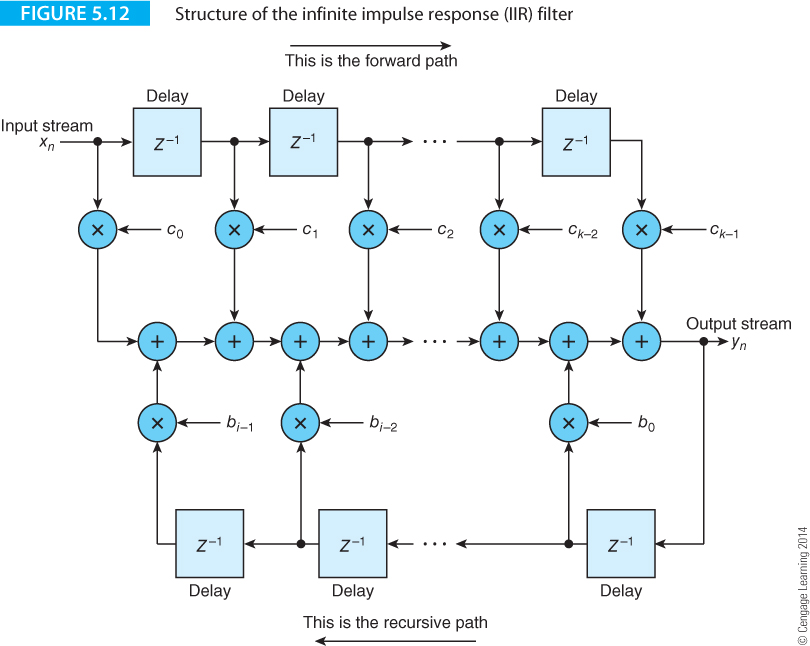 FIGURE 5.12 Structure of the infinite impulse response (IIR) filter
This is the forward path
Delay Delay Delay
Input stream
xₙ
Z⁻¹ Z⁻¹ ... Z⁻¹
× c₀ × c₁ × c₂ × cₖ₋₂ × cₖ₋₁
Output stream
+ + + + ... + + + yₙ
× bᵢ₋₁ × bᵢ₋₂ × b₀
Z⁻¹ Z⁻¹ ... Z⁻¹
Delay Delay Delay
This is the recursive path
© Cengage Learning 2014